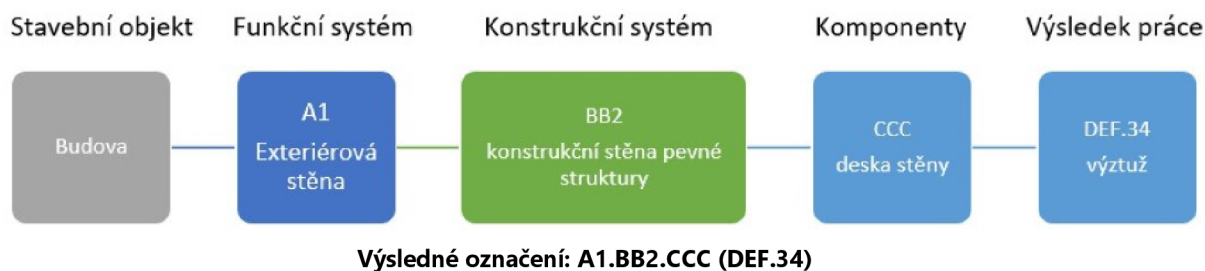 Stavební objekt
Funkční systém
Konstrukční systém
Komponenty
Výsledek práce
Budova
A1
Exteriérová
stěna
BB2
konstrukční stěna pevné
struktury
CCC
deska stěny
DEF.34
výztuž
Výsledné označení: A1.BB2.CCC (DEF.34)